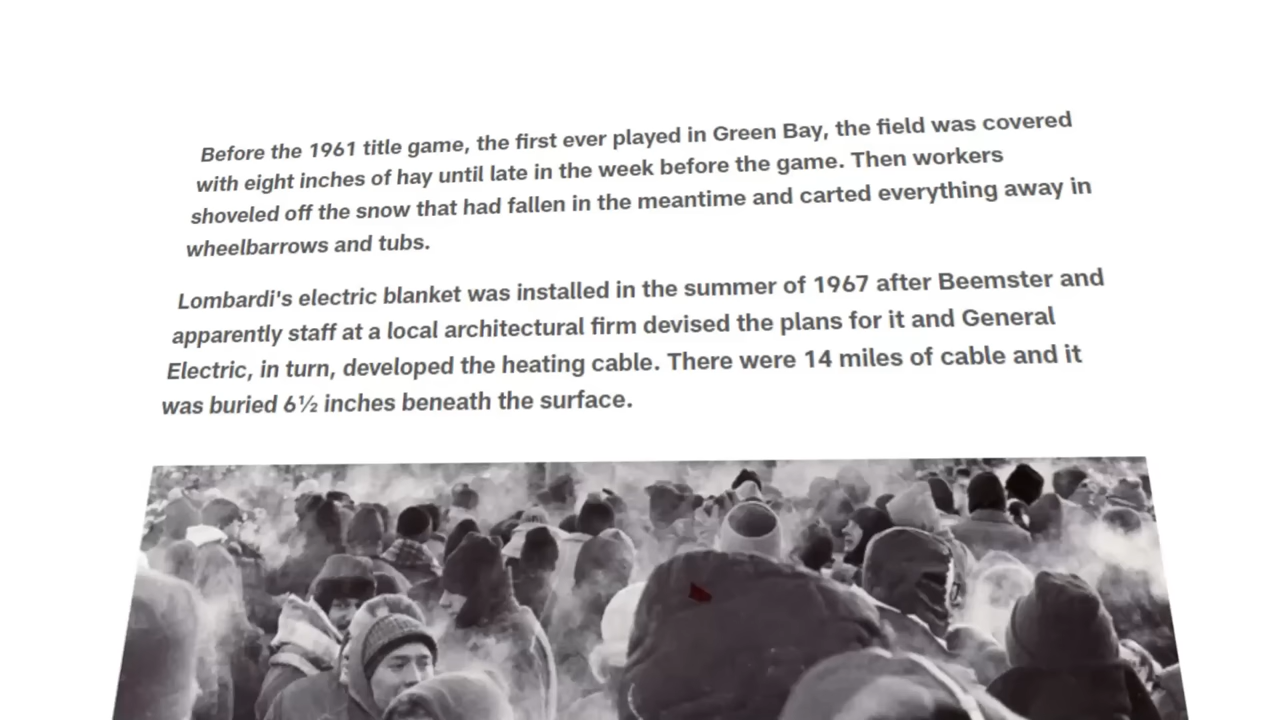 Before the 1961 title game, the first ever played in Green Bay, the field was covered
with eight inches of hay until late in the week before the game. Then workers
shoveled off the snow that had fallen in the meantime and carted everything away in
wheelbarrows and tubs.
Lombardi's electric blanket was installed in the summer of 1967 after Beemster and
apparently staff at a local architectural firm devised the plans for it and General
Electric, in turn, developed the heating cable. There were 14 miles of cable and it
was buried 6½ inches beneath the surface.